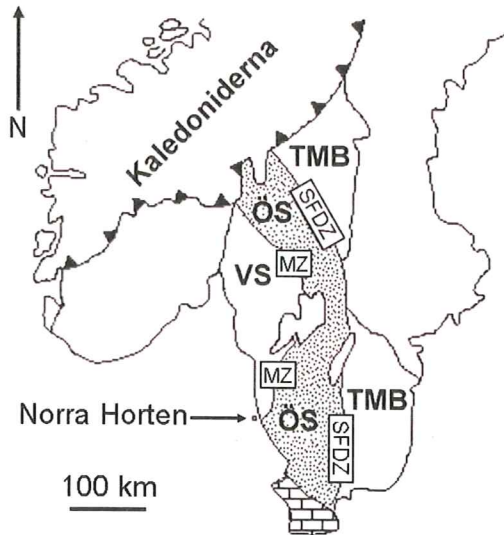 N
Kaledoniderna
TMB
SFDZ
ÖS
VS
MZ
MZ
TMB
Norra Horten
ÖS
SFDZ
100 km